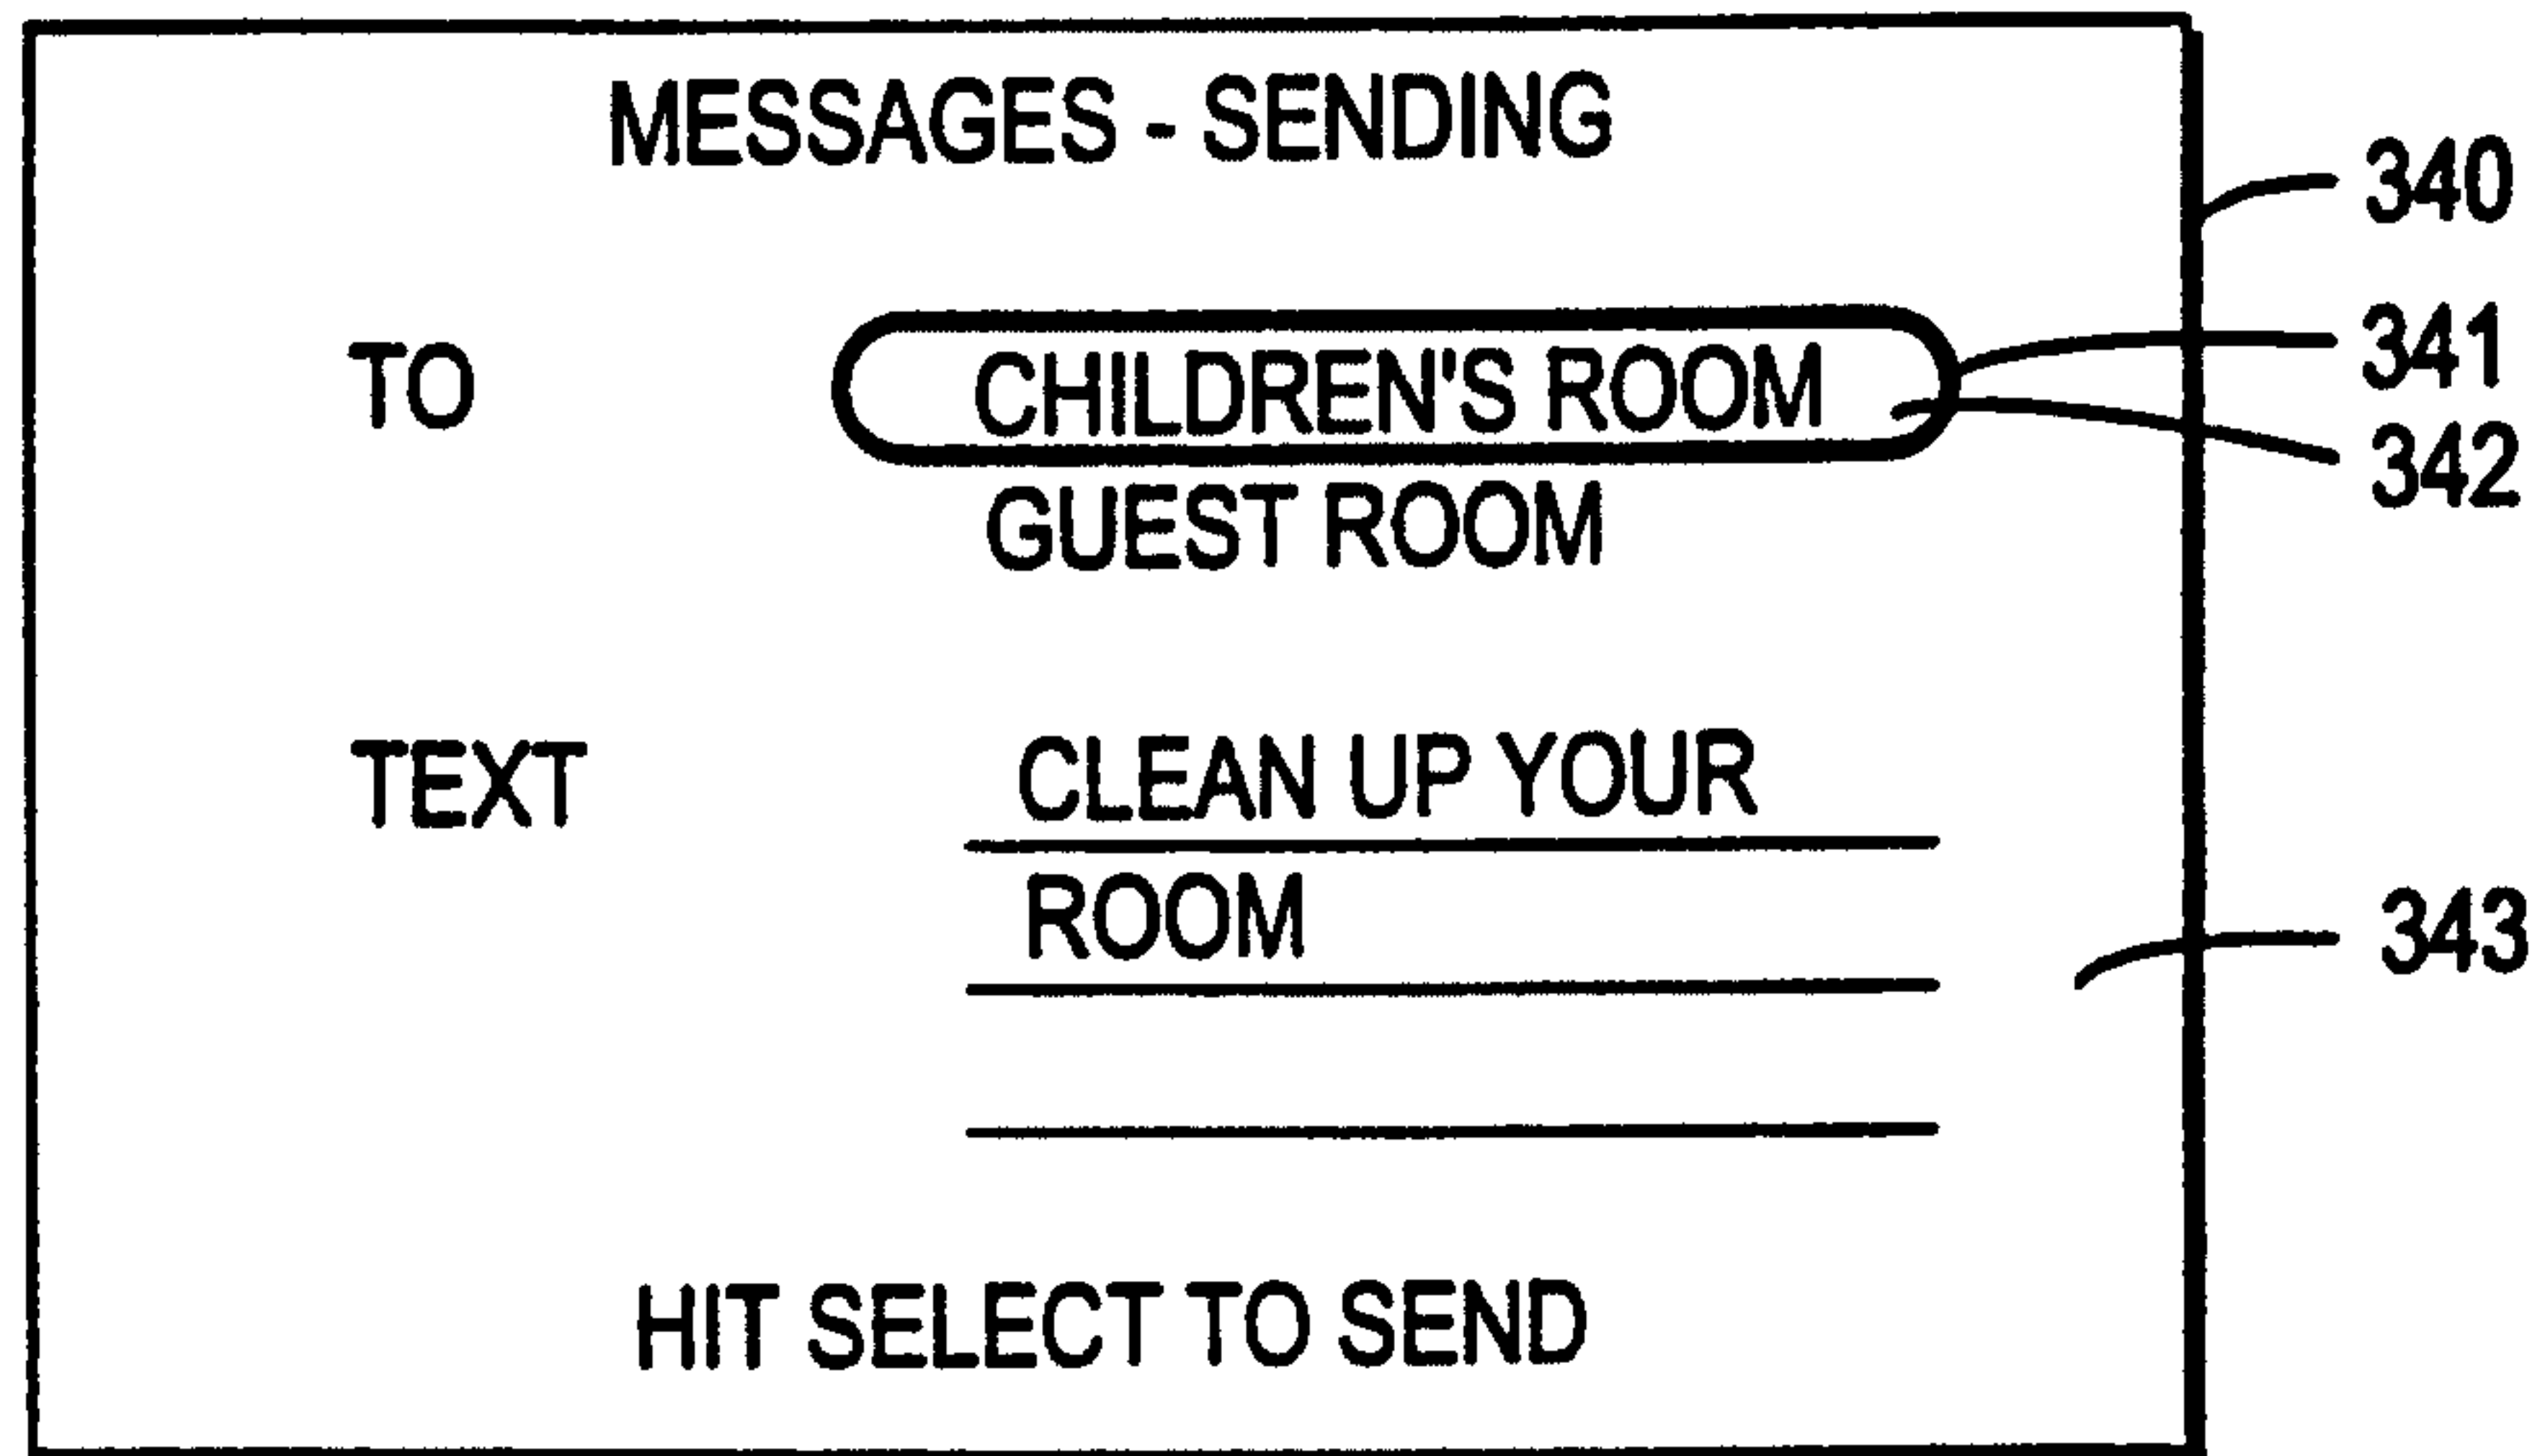 MESSAGES - SENDING
340
TO CHILDREN'S ROOM
341
342
GUEST ROOM
TEXT CLEAN UP YOUR
ROOM
343
HIT SELECT TO SEND